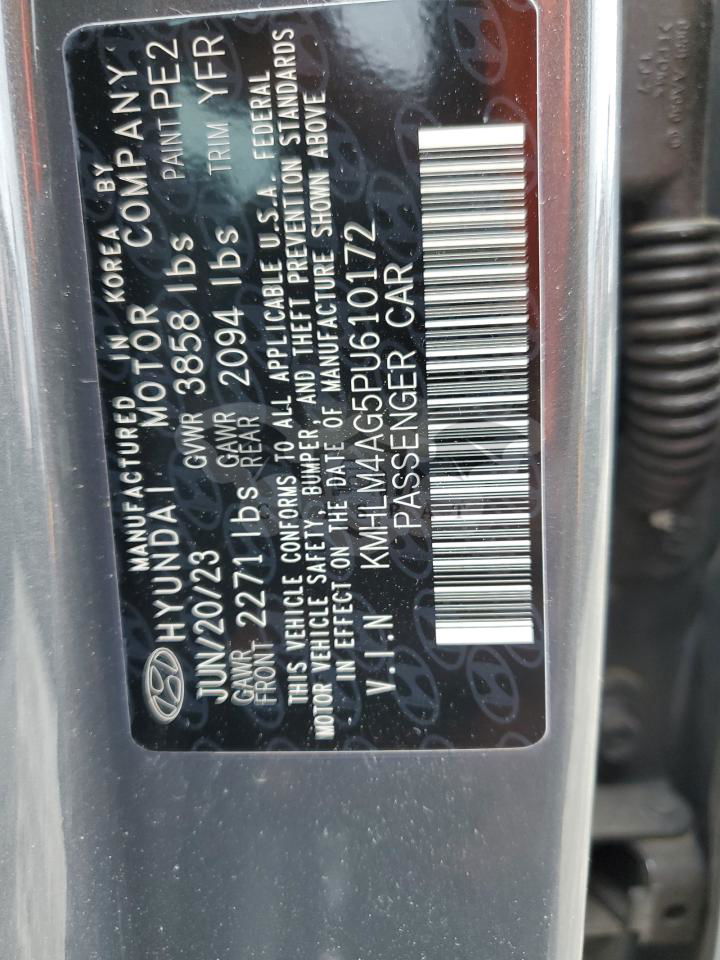 MANUFACTURED IN KOREA BY
HYUNDAI MOTOR COMPANY
JUN/20/23 GVWR 3858 lbs PAINT PE2
GAWR FRONT 2271 lbs GAWR REAR 2094 lbs TRIM YFR
THIS VEHICLE CONFORMS TO ALL APPLICABLE U.S.A. FEDERAL
MOTOR VEHICLE SAFETY, BUMPER, AND THEFT PREVENTION STANDARDS
IN EFFECT ON THE DATE OF MANUFACTURE SHOWN ABOVE
V.I.N KMHLM4AG5PU610172
PASSENGER CAR